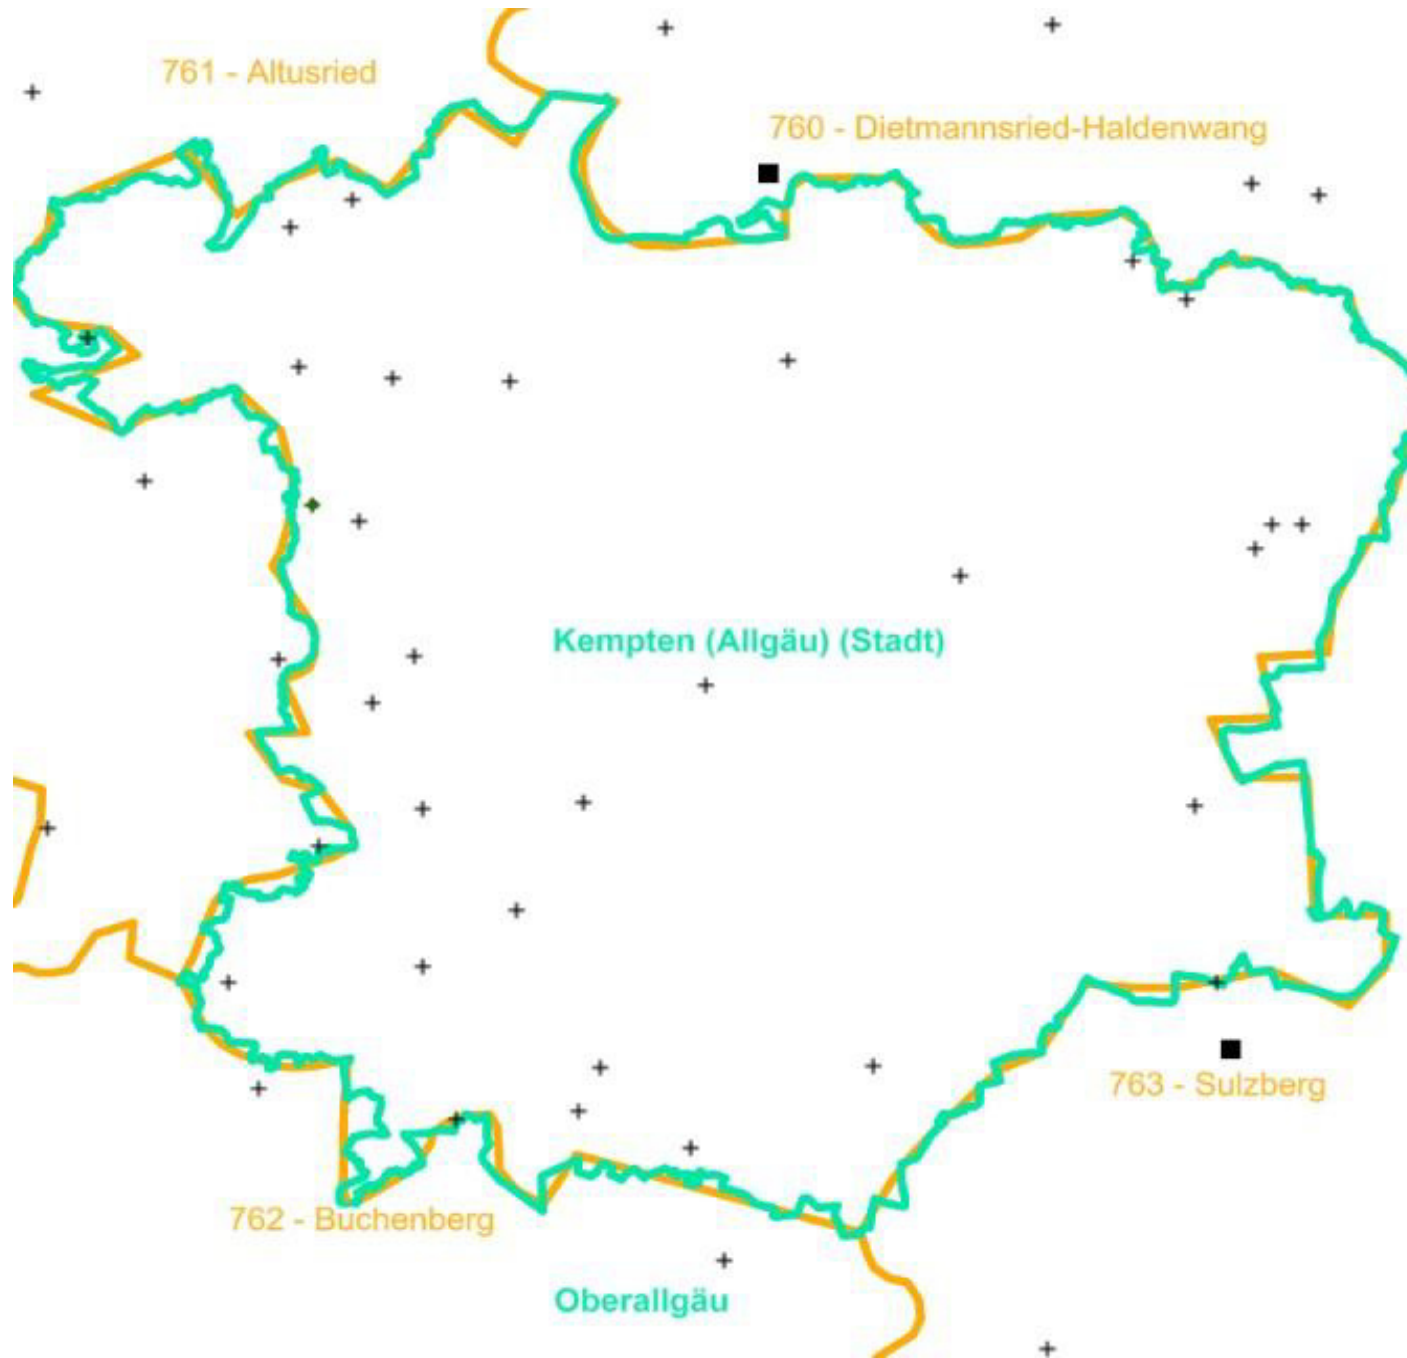 761 - Altusried
760 - Dietmannsried-Haldenwang
Kempten (Allgäu) (Stadt)
763 - Sulzberg
762 - Buchenberg
Oberallgäu